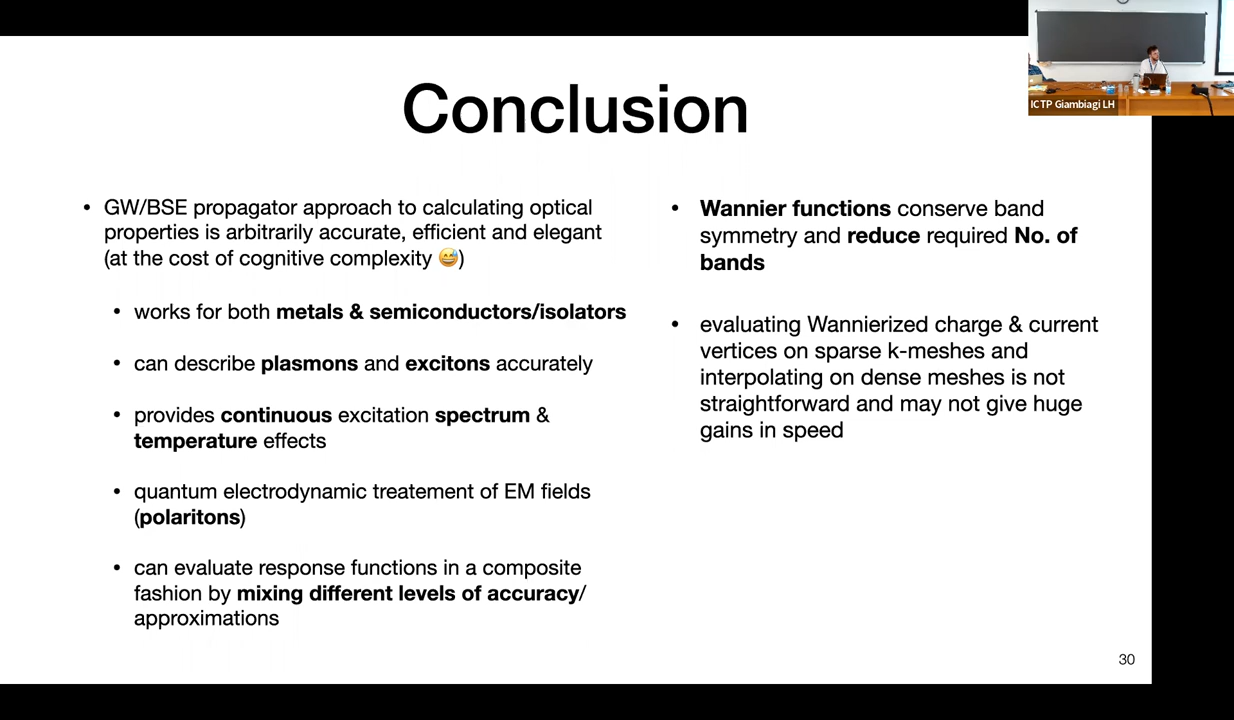 Conclusion
• GW/BSE propagator approach to calculating optical
properties is arbitrarily accurate, efficient and elegant
(at the cost of cognitive complexity 😅)
• works for both metals & semiconductors/isolators
• can describe plasmons and excitons accurately
• provides continuous excitation spectrum &
temperature effects
• quantum electrodynamic treatement of EM fields
(polaritons)
• can evaluate response functions in a composite
fashion by mixing different levels of accuracy/
approximations
• Wannier functions conserve band
symmetry and reduce required No. of
bands
• evaluating Wannierized charge & current
vertices on sparse k-meshes and
interpolating on dense meshes is not
straightforward and may not give huge
gains in speed
30
ICTP Giambiagi LH